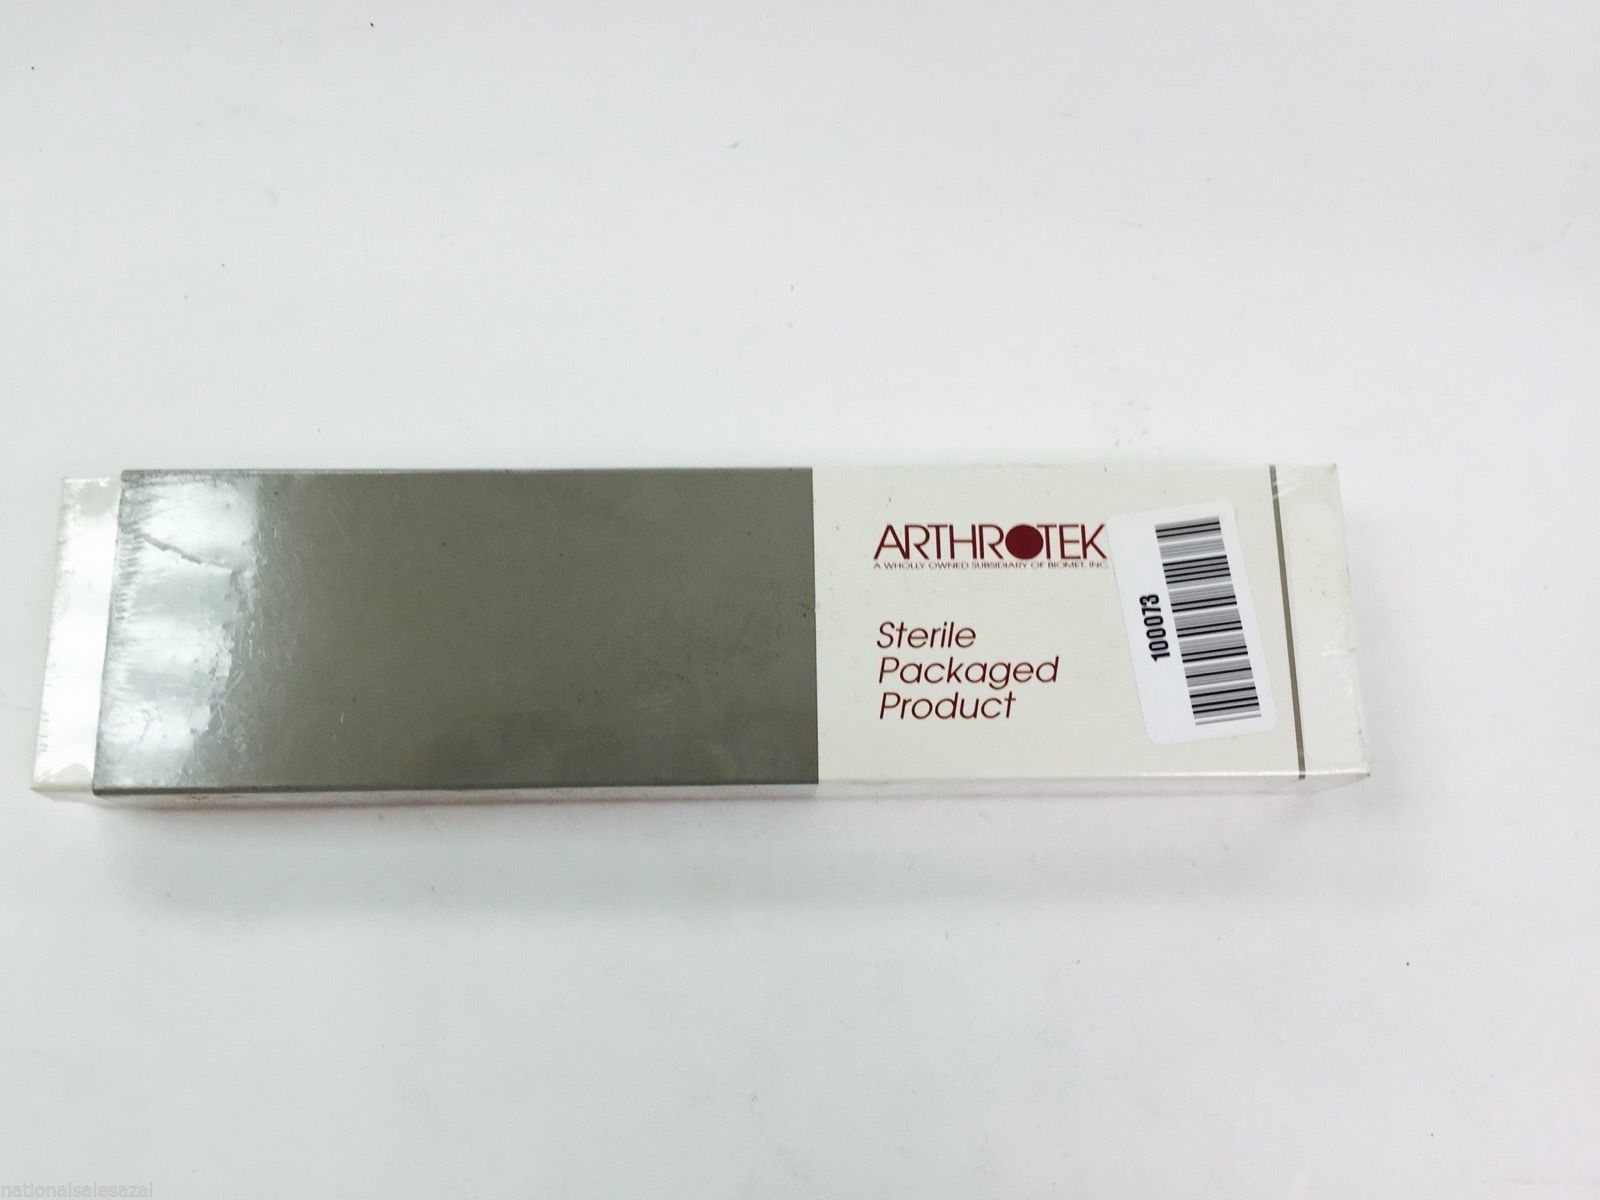 ARTHROTEK
A WHOLLY OWNED SUBSIDIARY OF BIOMET, INC.
Sterile
Packaged
Product
100073
nationalsalesazal